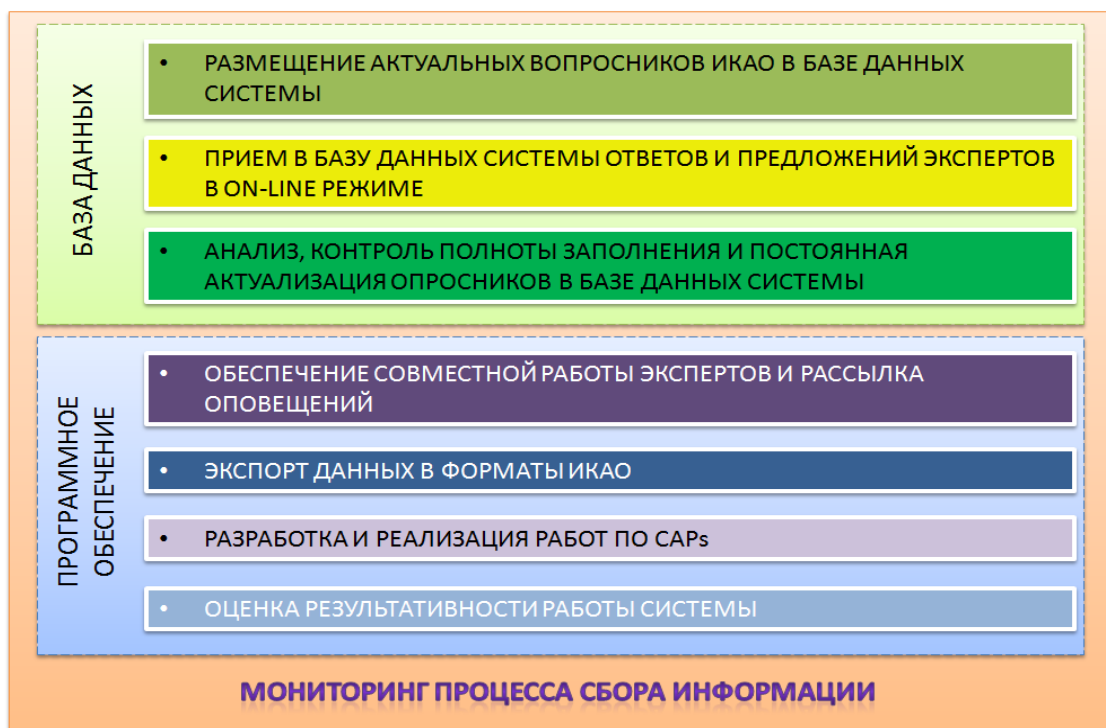 БАЗА ДАННЫХ
• РАЗМЕЩЕНИЕ АКТУАЛЬНЫХ ВОПРОСНИКОВ ИКАО В БАЗЕ ДАННЫХ
СИСТЕМЫ
• ПРИЕМ В БАЗУ ДАННЫХ СИСТЕМЫ ОТВЕТОВ И ПРЕДЛОЖЕНИЙ ЭКСПЕРТОВ
В ON-LINE РЕЖИМЕ
• АНАЛИЗ, КОНТРОЛЬ ПОЛНОТЫ ЗАПОЛНЕНИЯ И ПОСТОЯННАЯ
АКТУАЛИЗАЦИЯ ОПРОСНИКОВ В БАЗЕ ДАННЫХ СИСТЕМЫ
ПРОГРАММНОЕ
ОБЕСПЕЧЕНИЕ
• ОБЕСПЕЧЕНИЕ СОВМЕСТНОЙ РАБОТЫ ЭКСПЕРТОВ И РАССЫЛКА
ОПОВЕЩЕНИЙ
• ЭКСПОРТ ДАННЫХ В ФОРМАТЫ ИКАО
• РАЗРАБОТКА И РЕАЛИЗАЦИЯ РАБОТ ПО CAPs
• ОЦЕНКА РЕЗУЛЬТАТИВНОСТИ РАБОТЫ СИСТЕМЫ
МОНИТОРИНГ ПРОЦЕССА СБОРА ИНФОРМАЦИИ